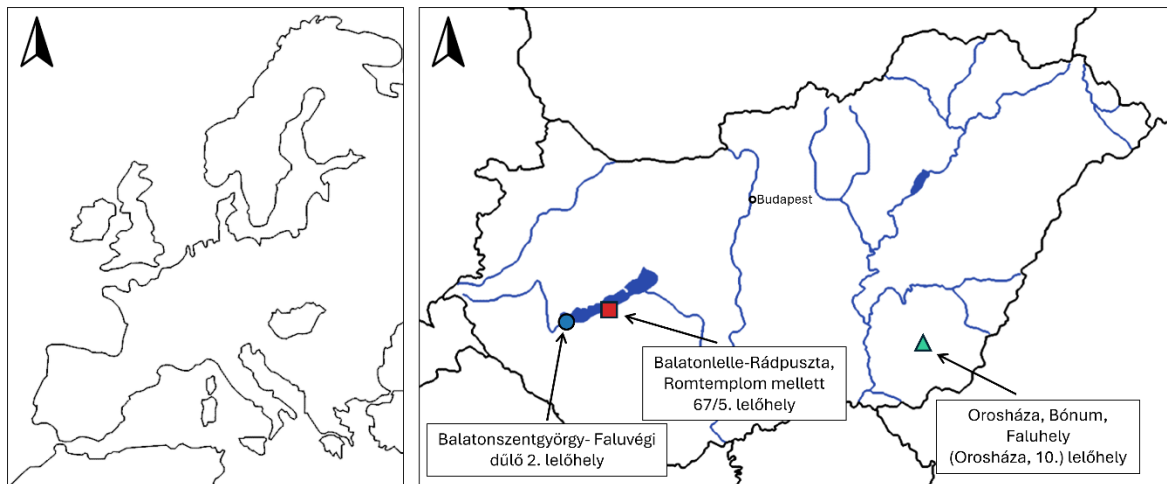 Budapest
Balatonlelle-Rádpuszta,
Romtemplom mellett
67/5. lelőhely
Balatonszentgyörgy- Faluvégi
dűlő 2. lelőhely
Orosháza, Bónum,
Faluhely
(Orosháza, 10.) lelőhely